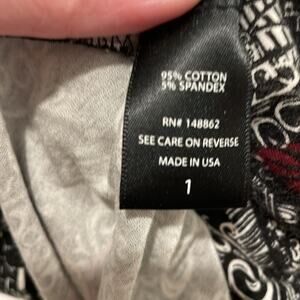 95% COTTON
5% SPANDEX
RN# 148862
SEE CARE ON REVERSE
MADE IN USA
1